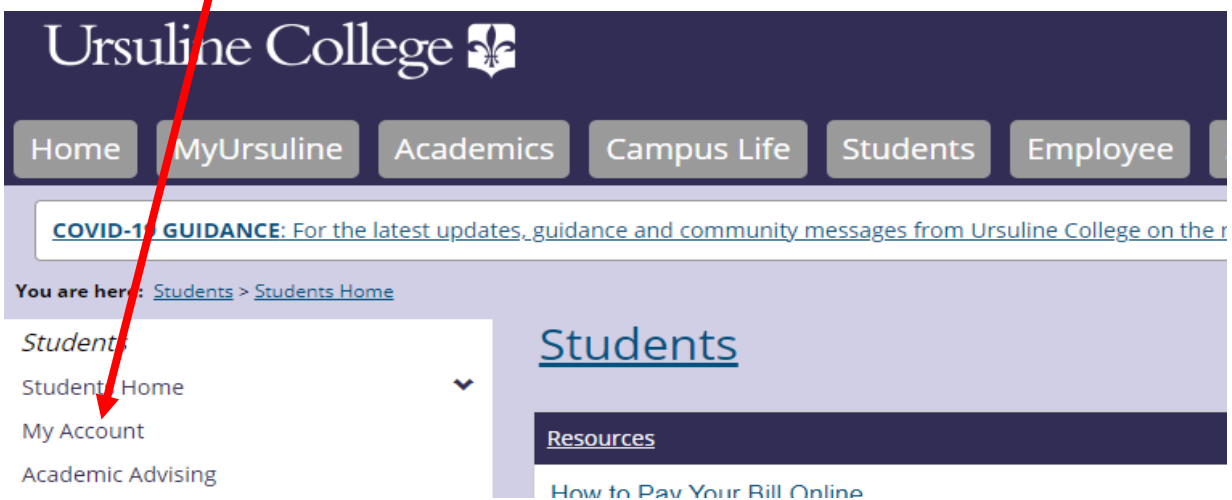 Ursuline College
Home MyUrsuline Academics Campus Life Students Employee
COVID-19 GUIDANCE: For the latest updates, guidance and community messages from Ursuline College on the
You are here: Students > Students Home
Students
Students Home
My Account
Academic Advising
Students
Resources
How to Pay Your Bill Online